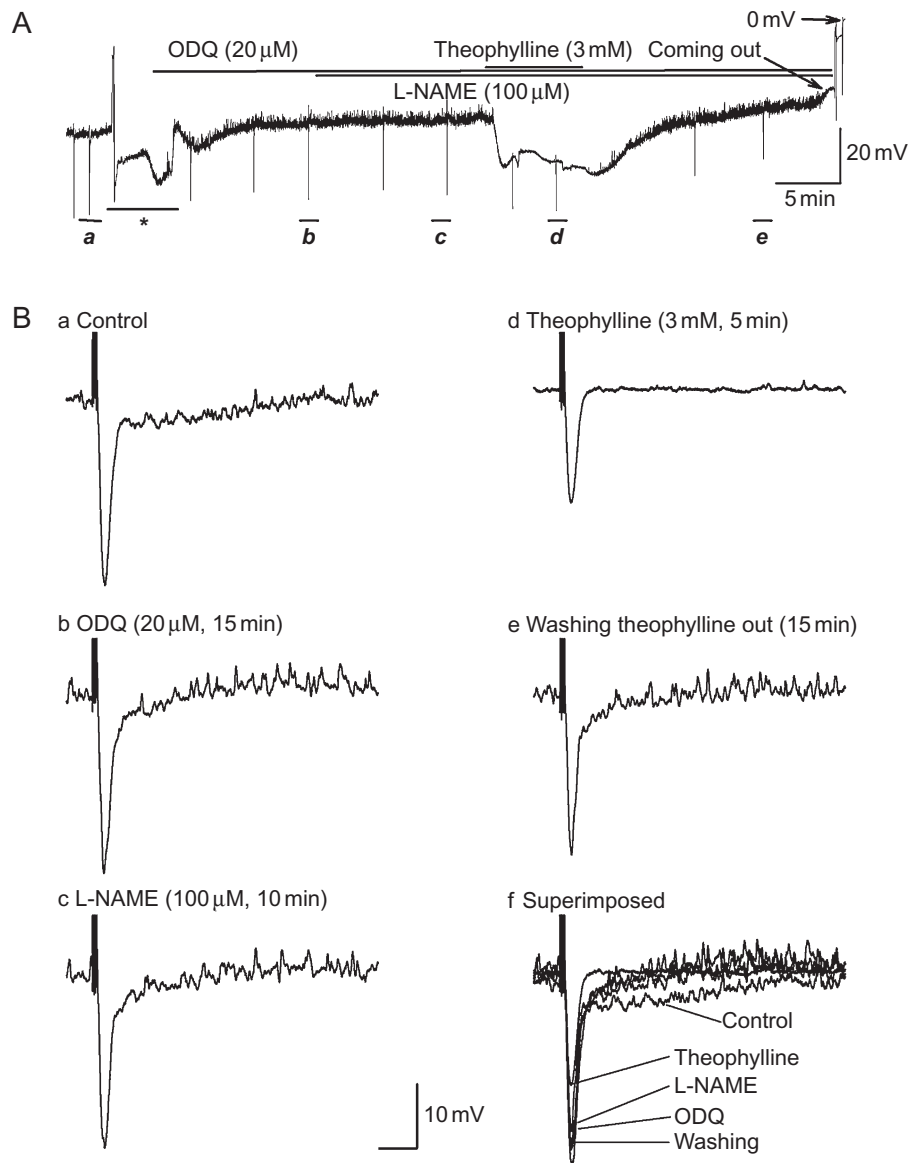 A
0 mV
ODQ (20 μM)
Theophylline (3 mM)
Coming out
L-NAME (100 μM)
20 mV
5 min
*
a
b
c
d
e
B
a Control
d Theophylline (3 mM, 5 min)
b ODQ (20 μM, 15 min)
e Washing theophylline out (15 min)
c L-NAME (100 μM, 10 min)
f Superimposed
Control
Theophylline
L-NAME
ODQ
Washing
10 mV